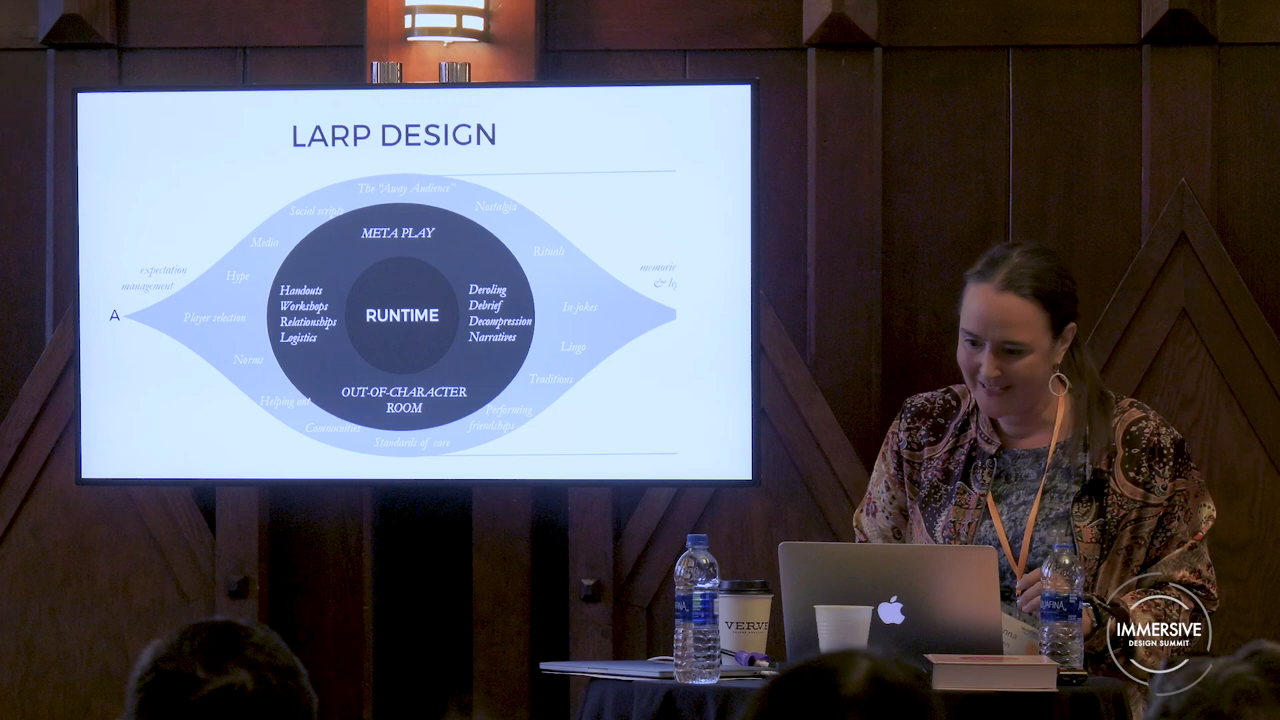 LARP DESIGN
The "Away Audience"
Social scripts
Nostalgia
META PLAY
Media
Rituals
expectation
management
Hype
memorie
& l
Handouts
Workshops
Relationships
Logistics
RUNTIME
Deroling
Debrief
Decompression
Narratives
A
Player selection
In-jokes
Norms
Lingo
Traditions
OUT-OF-CHARACTER
ROOM
Helping out
Performing
friendships
Communities
Standards of care
VERVE
AFINA
IMMERSIVE
DESIGN SUMMIT